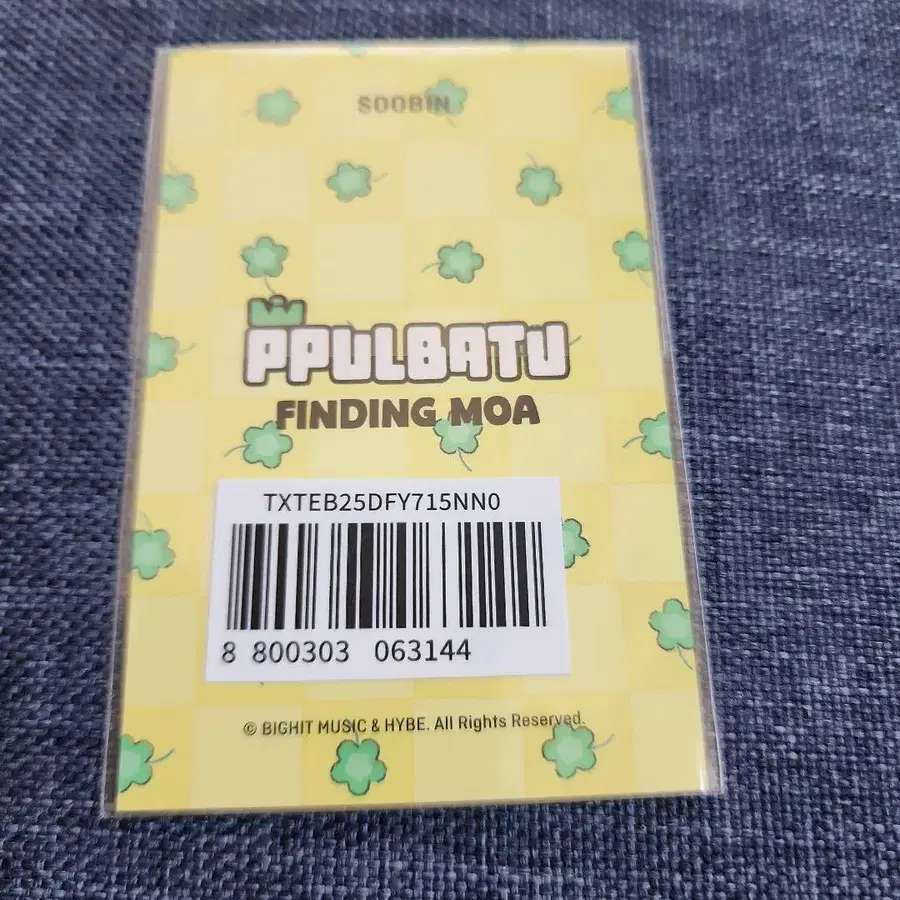 SOOBIN
PPULBATU
FINDING MOA
TXTEB25DFY715NN0
8 800303 063144
© BIGHIT MUSIC & HYBE. All Rights Reserved.